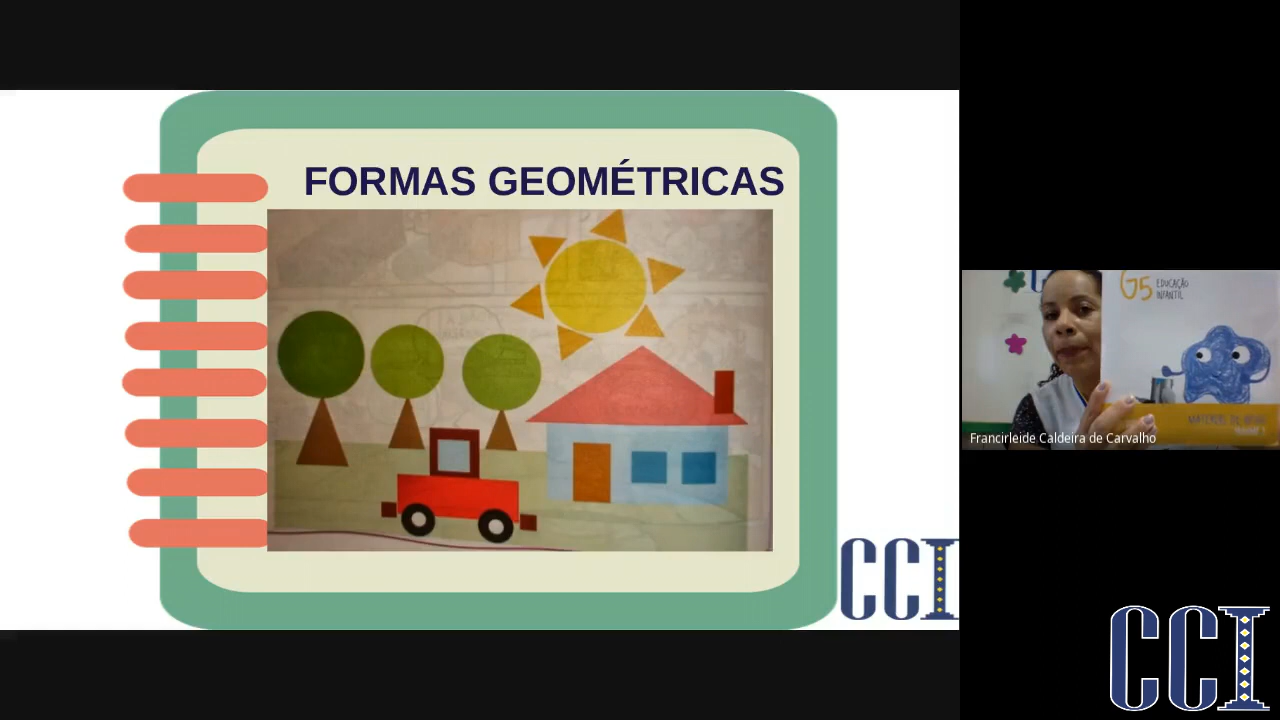 FORMAS GEOMÉTRICAS
G5 EDUCAÇÃO
INFANTIL
Francirleide Caldeira de Carvalho
CCI
CCI